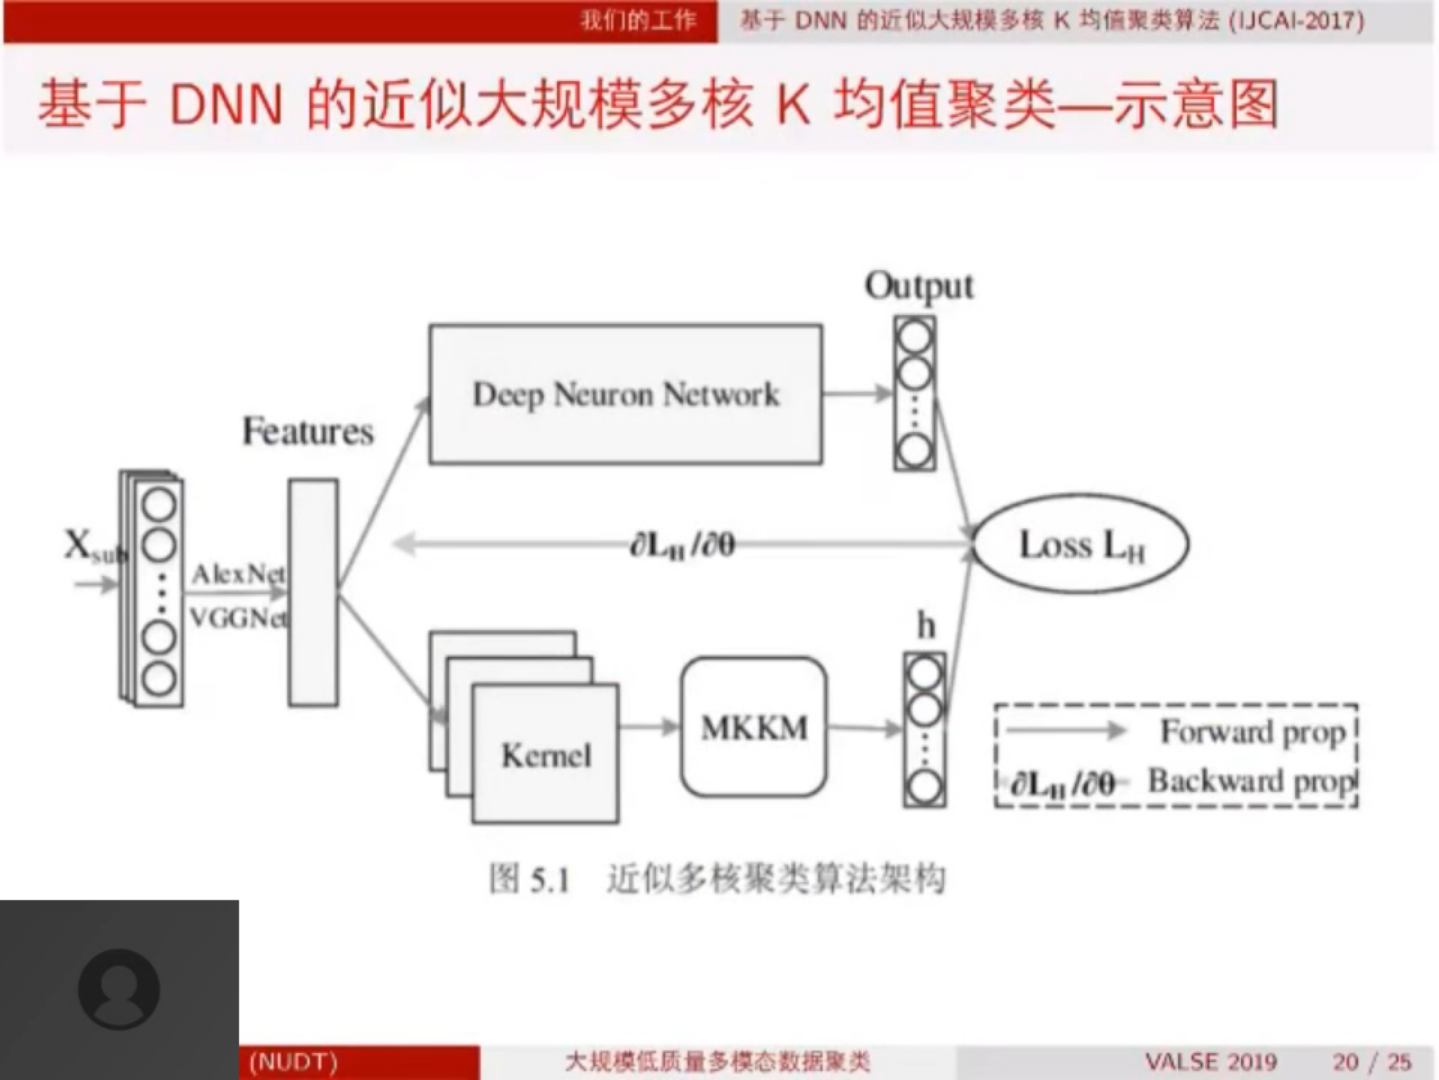 我们的工作 基于 DNN 的近似大规模多核 K 均值聚类算法 (IJCAI-2017)
基于 DNN 的近似大规模多核 K 均值聚类—示意图
Output
Deep Neuron Network
Features
X_sub
AlexNet
VGGNet
∂L_H /∂θ
Loss L_H
h
Kernel
MKKM
Forward prop
∂L_H /∂θ Backward prop
图 5.1 近似多核聚类算法架构
(NUDT) 大规模低质量多模态数据聚类 VALSE 2019 20 / 25